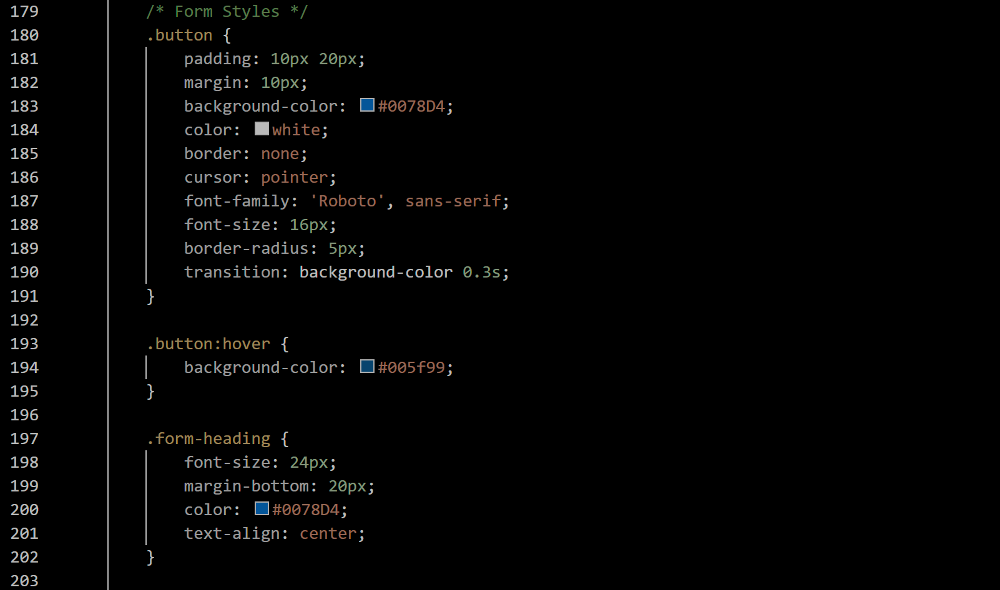 179 /* Form Styles */
180 .button {
181 padding: 10px 20px;
182 margin: 10px;
183 background-color: #0078D4;
184 color: white;
185 border: none;
186 cursor: pointer;
187 font-family: 'Roboto', sans-serif;
188 font-size: 16px;
189 border-radius: 5px;
190 transition: background-color 0.3s;
191 }
192
193 .button:hover {
194 background-color: #005f99;
195 }
196
197 .form-heading {
198 font-size: 24px;
199 margin-bottom: 20px;
200 color: #0078D4;
201 text-align: center;
202 }
203